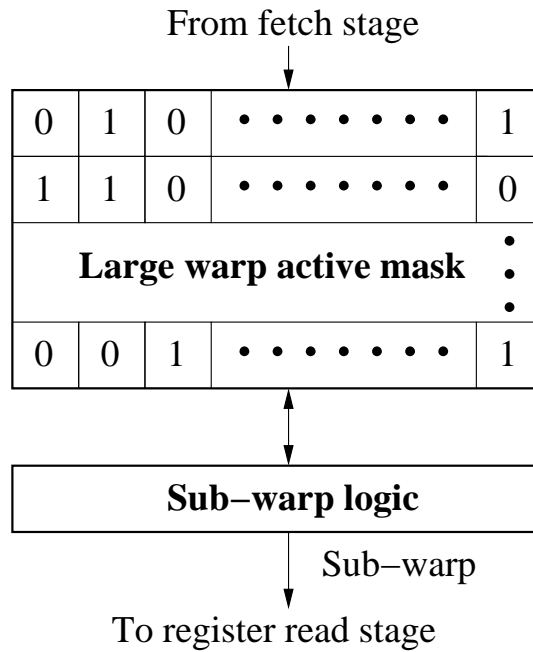 From fetch stage
0 1 0 • • • • • • • 1
1 1 0 • • • • • • • 0
Large warp active mask
0 0 1 • • • • • • • 1
Sub−warp logic
Sub−warp
To register read stage